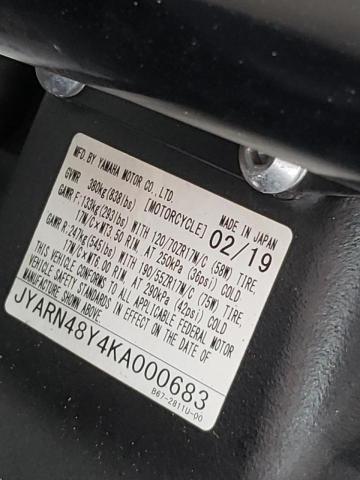 MFD.BY YAMAHA MOTOR CO.,LTD. MADE IN JAPAN
GVWR 380kg(838lbs) [MOTORCYCLE] 02/19
GAWR F:133kg(293lbs)WITH 120/70ZR17M/C (58W) TIRE,
17M/C×MT3.50 RIM,AT 250kPA (36psi) COLD
GAWR R:247kg(545lbs)WITH 190/55ZR17M/C (75W) TIRE,
17M/C×MT6.00 RIM,AT 290kPA (42psi) COLD
THIS VEHICLE CONFORMS TO ALL APPLICABLE FEDERAL MOTOR
VEHICLE SAFETY STANDARDS IN EFFECT ON THE DATE OF
MANUFACTURE SHOWN ABOVE.
JYARN48Y4KA000683
B67-2811U-00